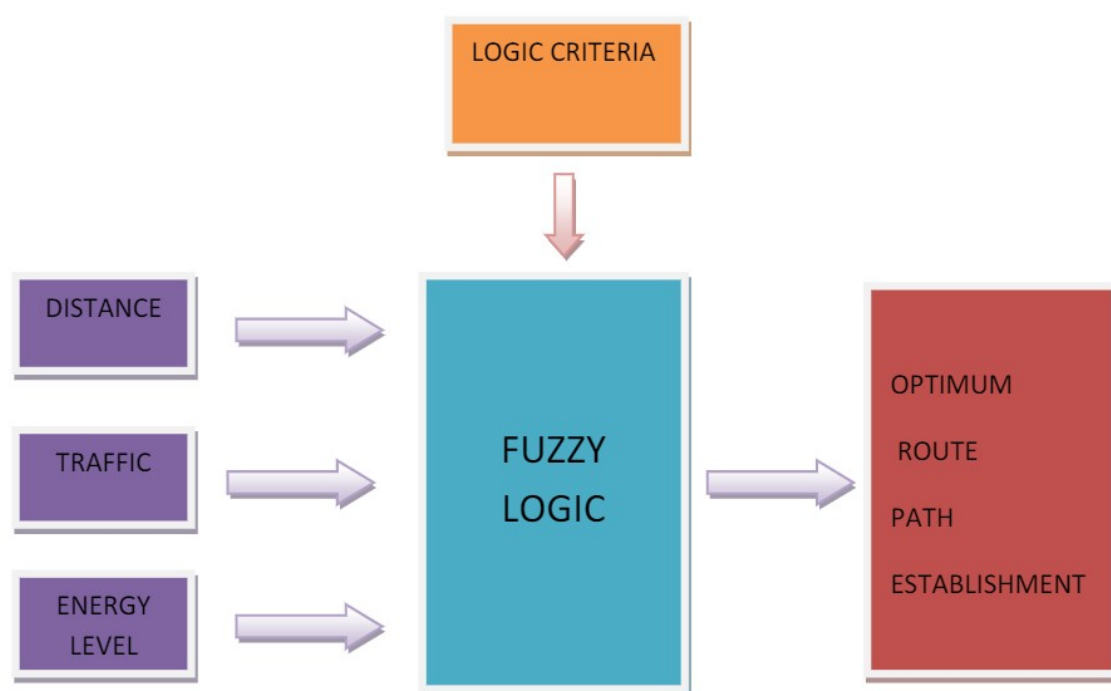 LOGIC CRITERIA
DISTANCE
TRAFFIC
ENERGY
LEVEL
FUZZY
LOGIC
OPTIMUM
ROUTE
PATH
ESTABLISHMENT